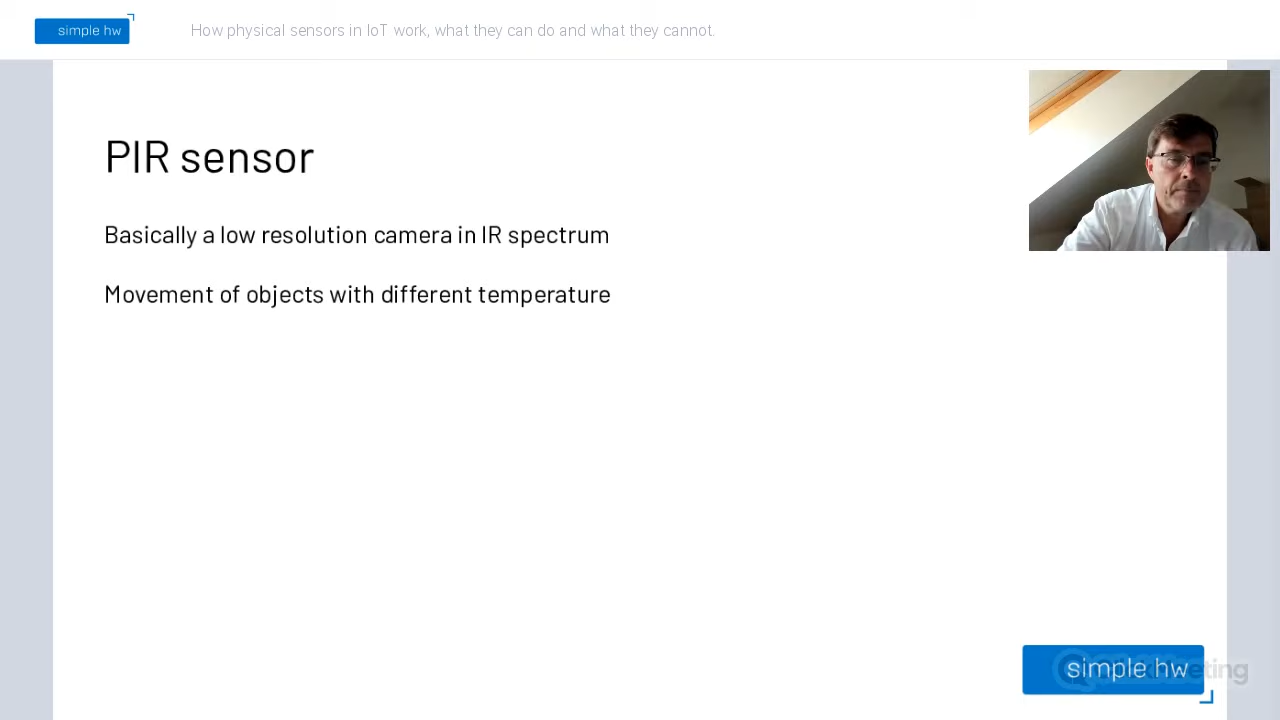 simple hw
How physical sensors in IoT work, what they can do and what they cannot.
PIR sensor
Basically a low resolution camera in IR spectrum
Movement of objects with different temperature
simple hw